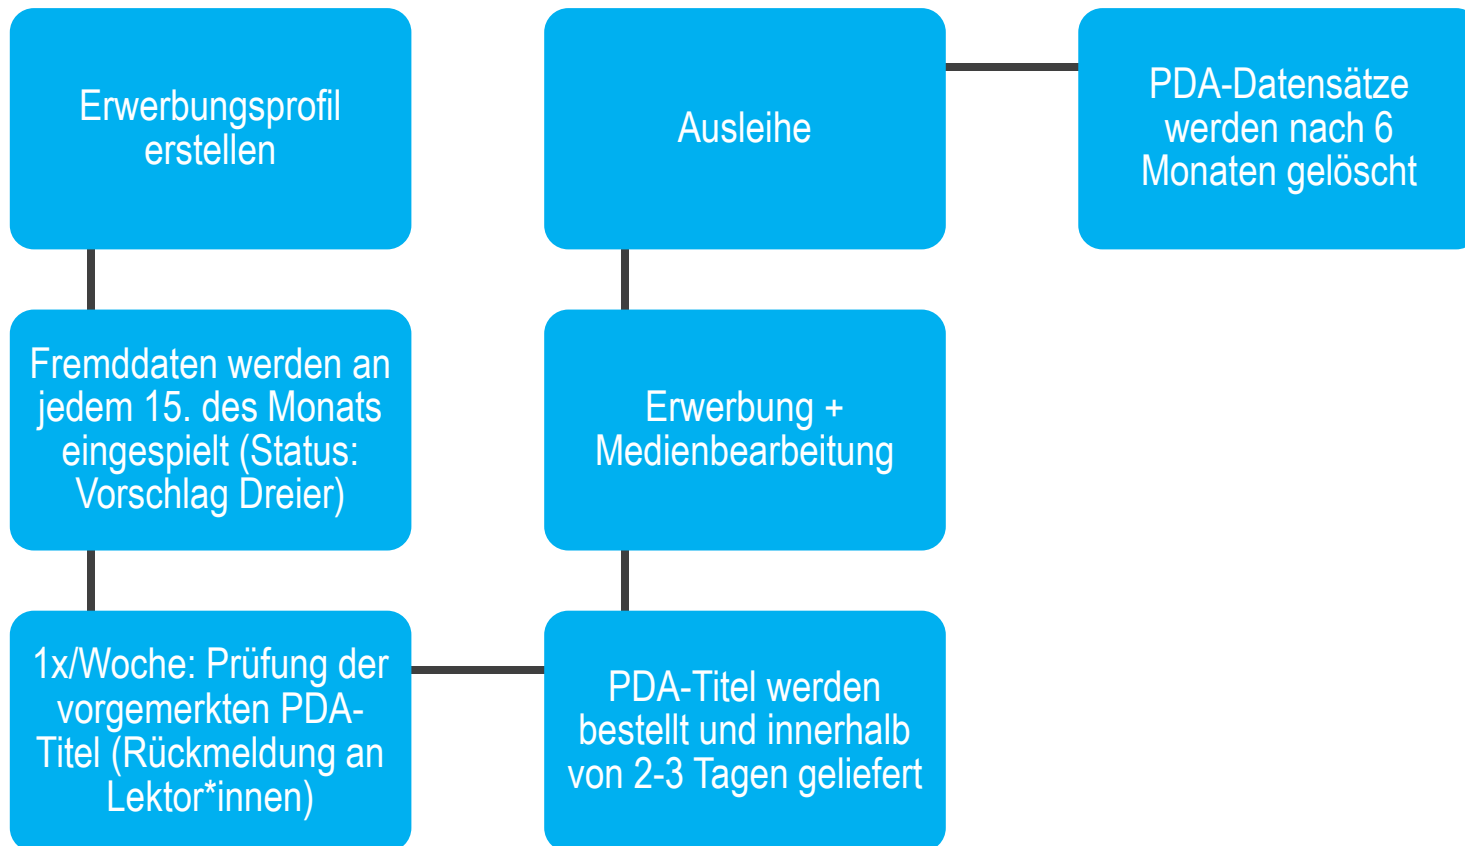 Erwerbungsprofil
erstellen
Fremddaten werden an
jedem 15. des Monats
eingespielt (Status:
Vorschlag Dreier)
1x/Woche: Prüfung der
vorgemerkten PDA-
Titel (Rückmeldung an
Lektor*innen)
PDA-Titel werden
bestellt und innerhalb
von 2-3 Tagen geliefert
Erwerbung +
Medienbearbeitung
Ausleihe
PDA-Datensätze
werden nach 6
Monaten gelöscht